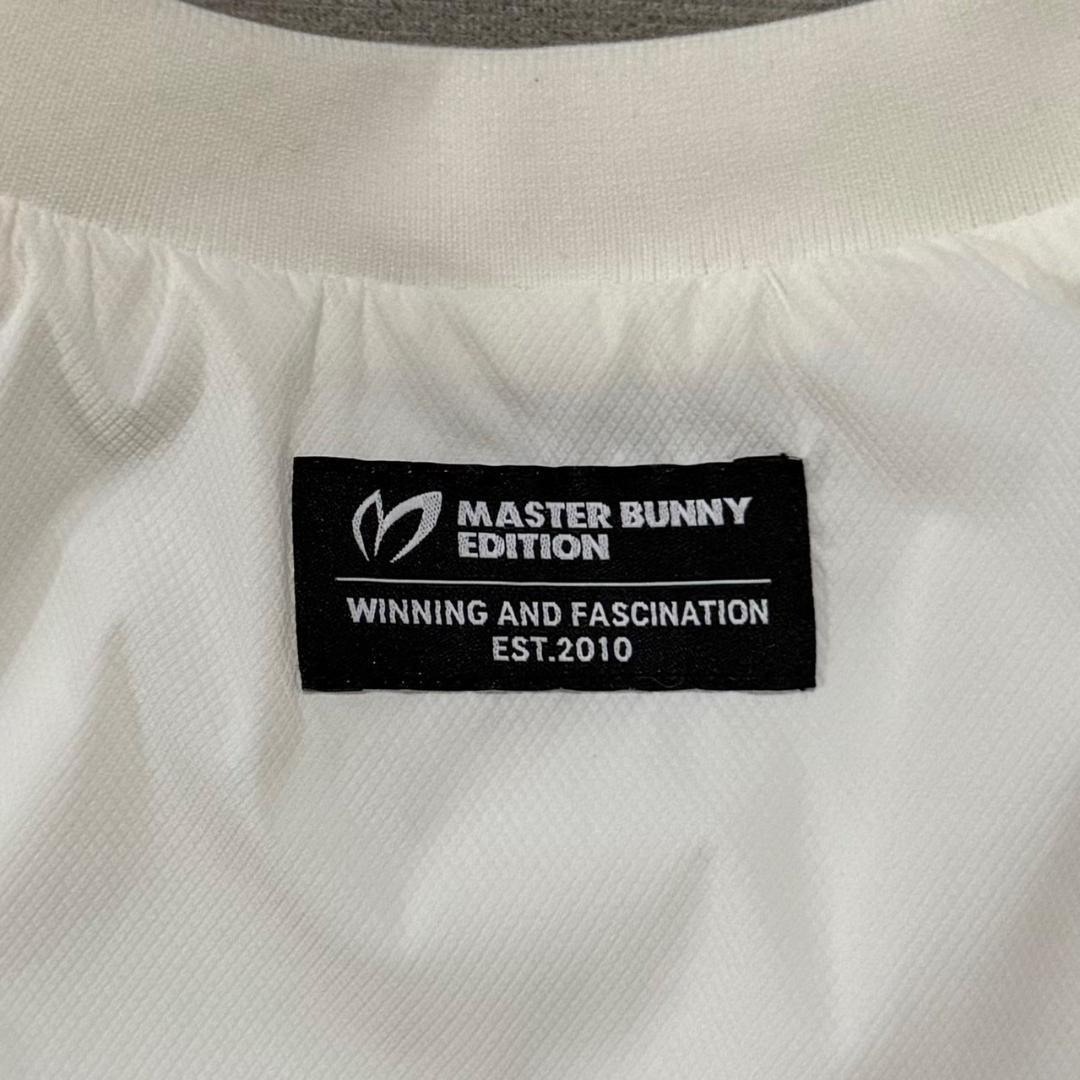 MASTER BUNNY
EDITION
WINNING AND FASCINATION
EST.2010